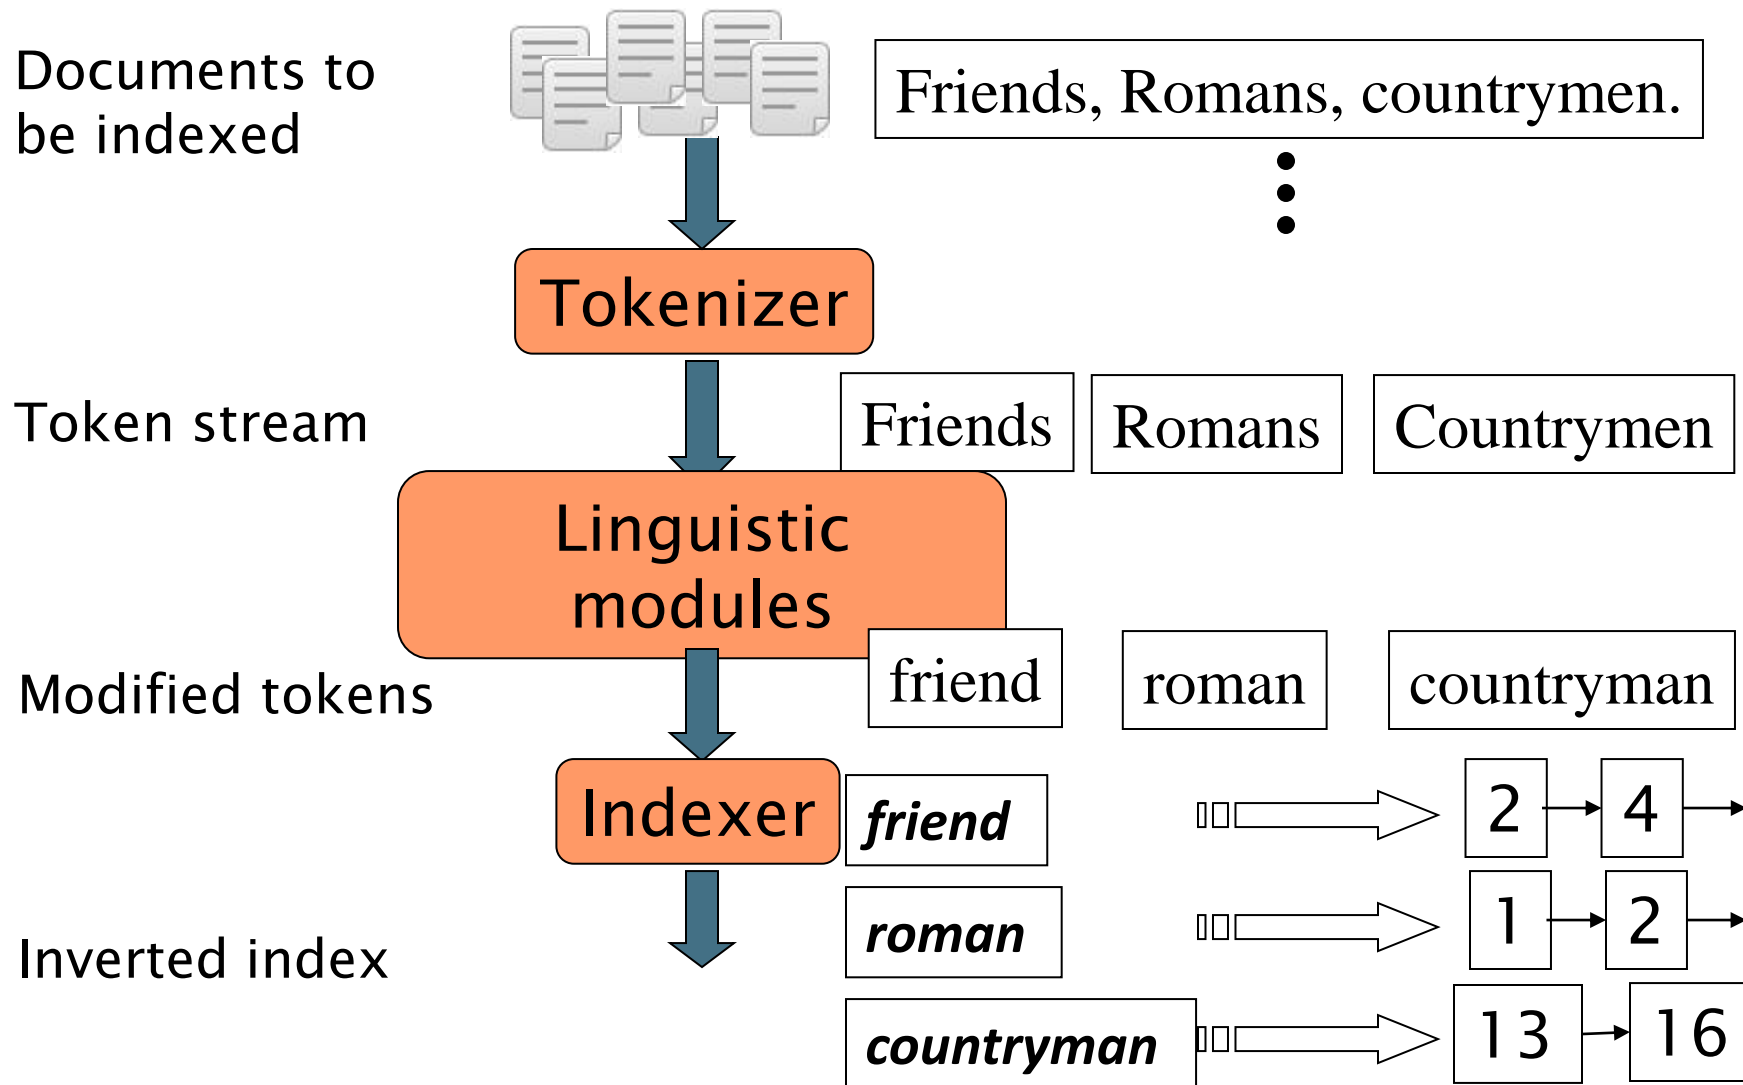 Documents to
be indexed
Friends, Romans, countrymen.
Tokenizer
Token stream
Friends
Romans
Countrymen
Linguistic
modules
Modified tokens
friend
roman
countryman
Indexer
friend
2
4
roman
1
2
Inverted index
countryman
13
16